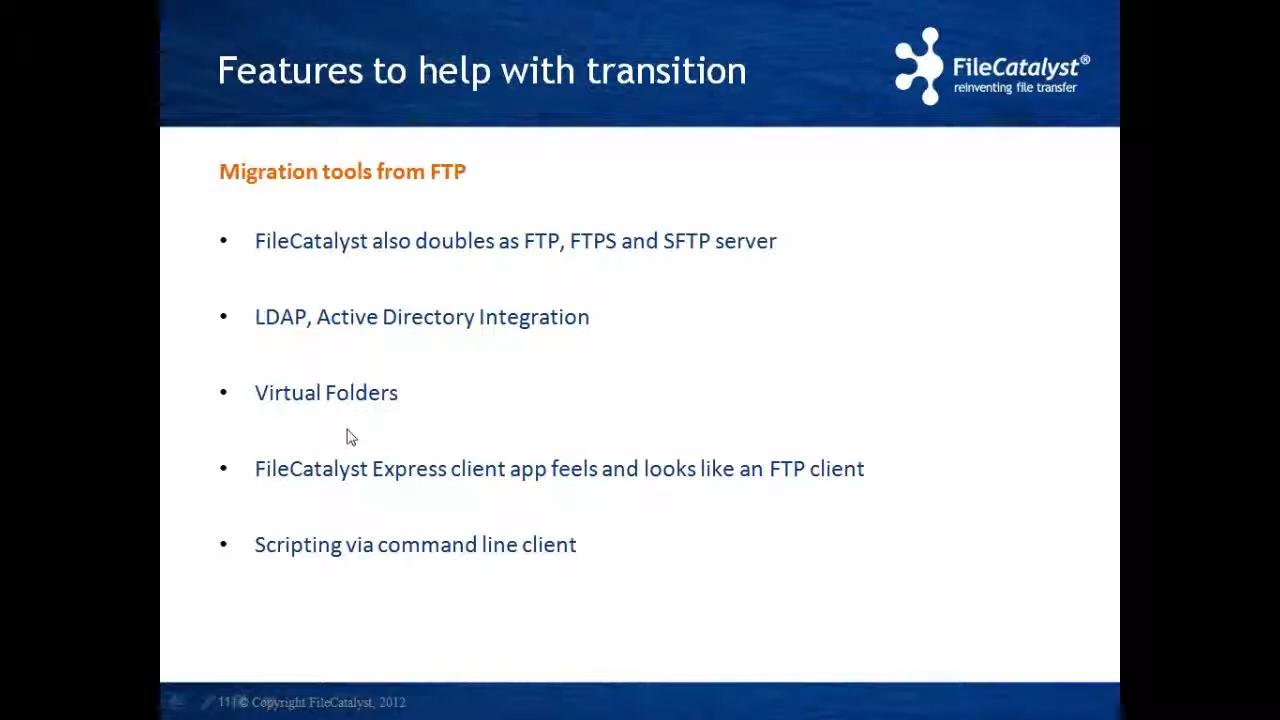 Features to help with transition
FileCatalyst®
reinventing file transfer
Migration tools from FTP
• FileCatalyst also doubles as FTP, FTPS and SFTP server
• LDAP, Active Directory Integration
• Virtual Folders
• FileCatalyst Express client app feels and looks like an FTP client
• Scripting via command line client
11| © Copyright FileCatalyst, 2012